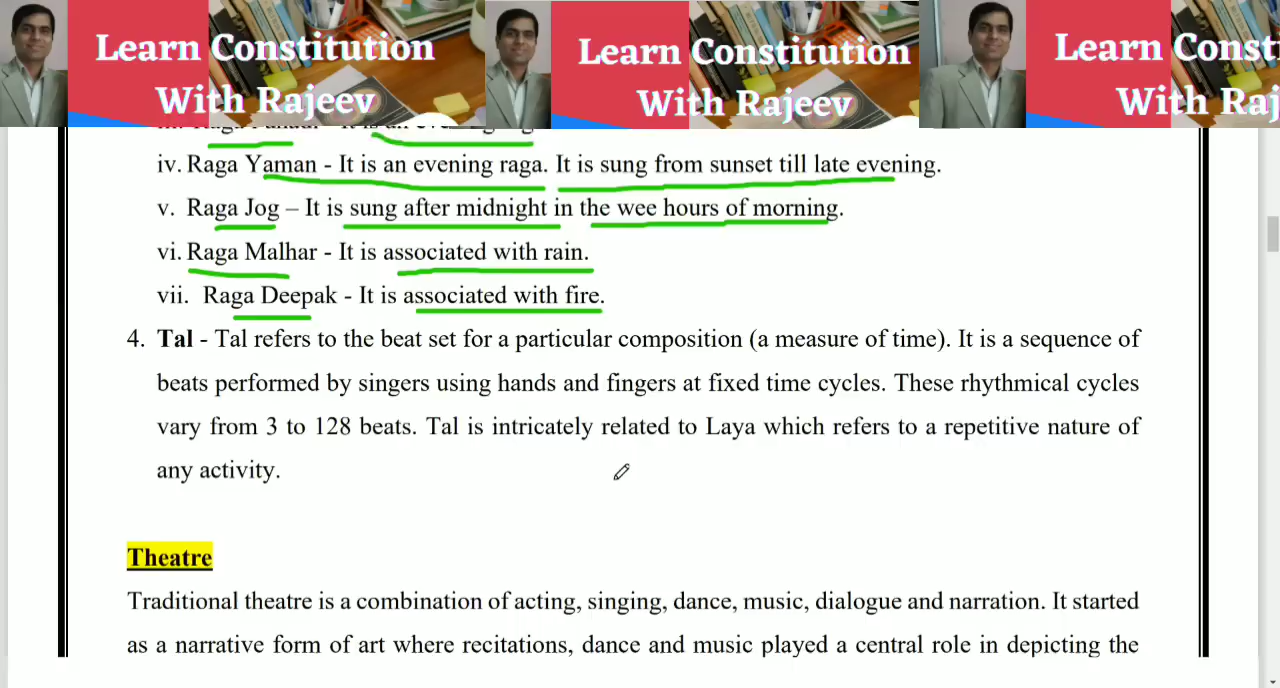 Learn Constitution
With Rajeev
Learn Constitution
With Rajeev
Learn Consti
With Raj
iv. Raga Yaman - It is an evening raga. It is sung from sunset till late evening.
v. Raga Jog – It is sung after midnight in the wee hours of morning.
vi. Raga Malhar - It is associated with rain.
vii. Raga Deepak - It is associated with fire.
4. Tal - Tal refers to the beat set for a particular composition (a measure of time). It is a sequence of
beats performed by singers using hands and fingers at fixed time cycles. These rhythmical cycles
vary from 3 to 128 beats. Tal is intricately related to Laya which refers to a repetitive nature of
any activity.
Theatre
Traditional theatre is a combination of acting, singing, dance, music, dialogue and narration. It started
as a narrative form of art where recitations, dance and music played a central role in depicting the